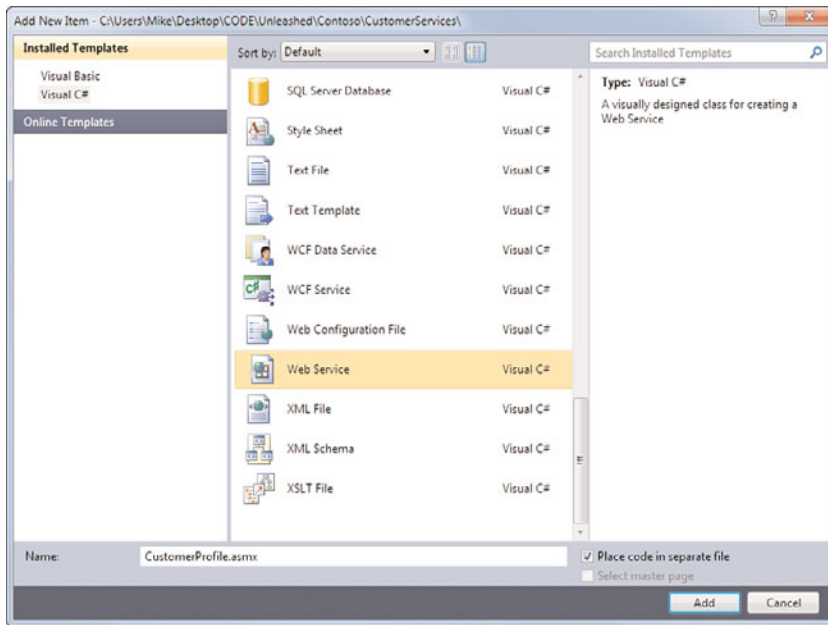 Add New Item - C:\Users\Mike\Desktop\CODE\Unleashed\Contoso\CustomerServices\
Installed Templates
Visual Basic
Visual C#
Online Templates
Sort by: Default
Search Installed Templates
SQL Server Database Visual C#
Style Sheet Visual C#
Text File Visual C#
Text Template Visual C#
WCF Data Service Visual C#
WCF Service Visual C#
Web Configuration File Visual C#
Web Service Visual C#
XML File Visual C#
XML Schema Visual C#
XSLT File Visual C#
Type: Visual C#
A visually designed class for creating a
Web Service
Name: CustomerProfile.asmx
Place code in separate file
Select master page
Add Cancel